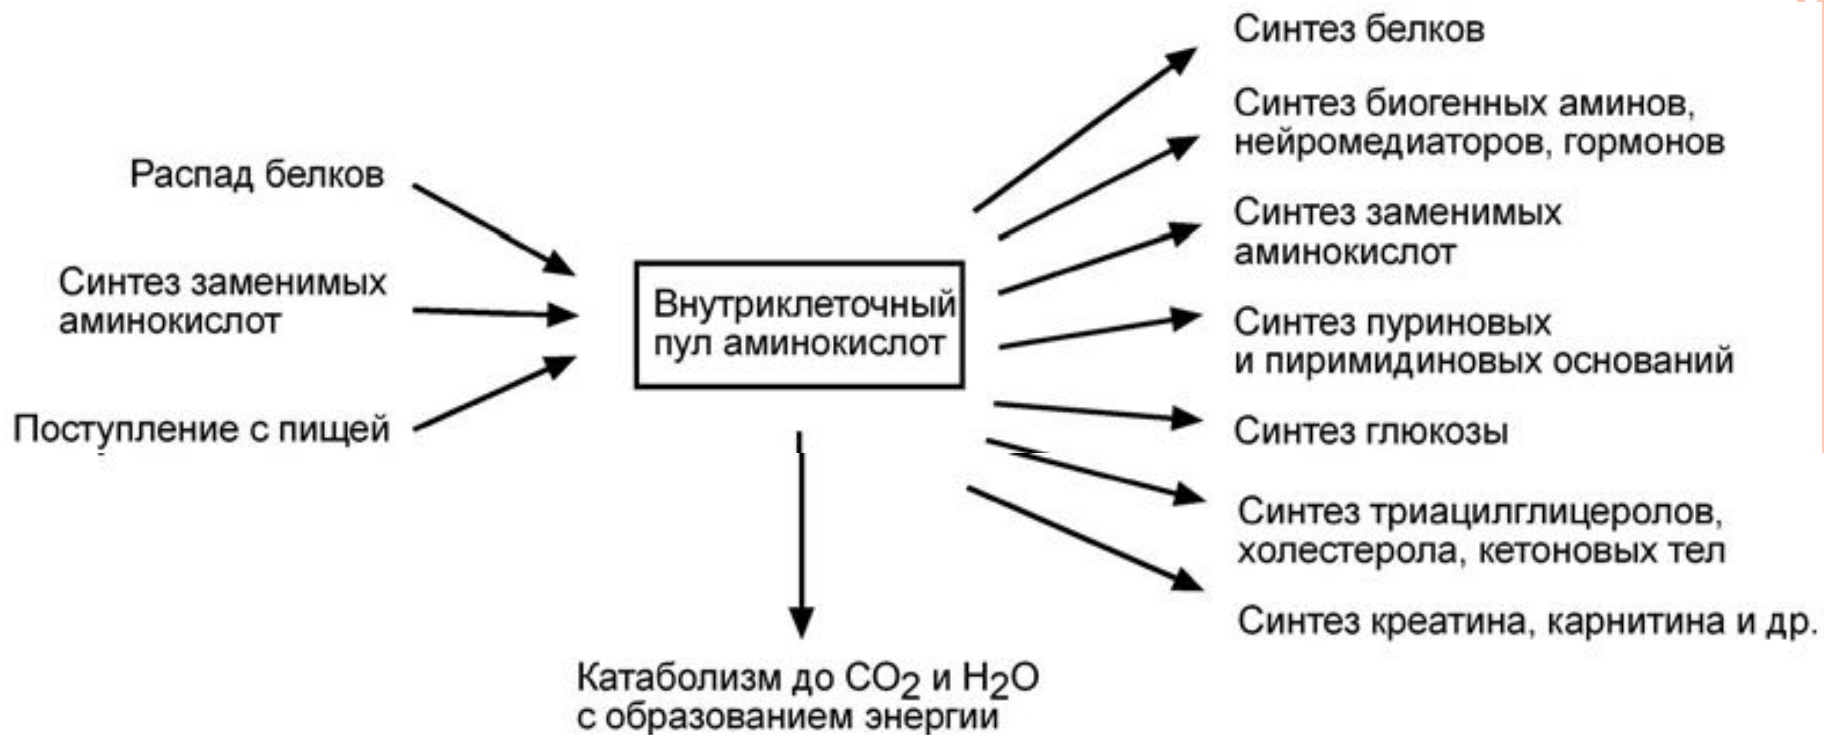 Распад белков
Синтез заменимых
аминокислот
Поступление с пищей
Внутриклеточный
пул аминокислот
Синтез белков
Синтез биогенных аминов,
нейромедиаторов, гормонов
Синтез заменимых
аминокислот
Синтез пуриновых
и пиримидиновых оснований
Синтез глюкозы
Синтез триацилглицеролов,
холестерола, кетоновых тел
Синтез креатина, карнитина и др.
Катаболизм до CO₂ и H₂O
с образованием энергии